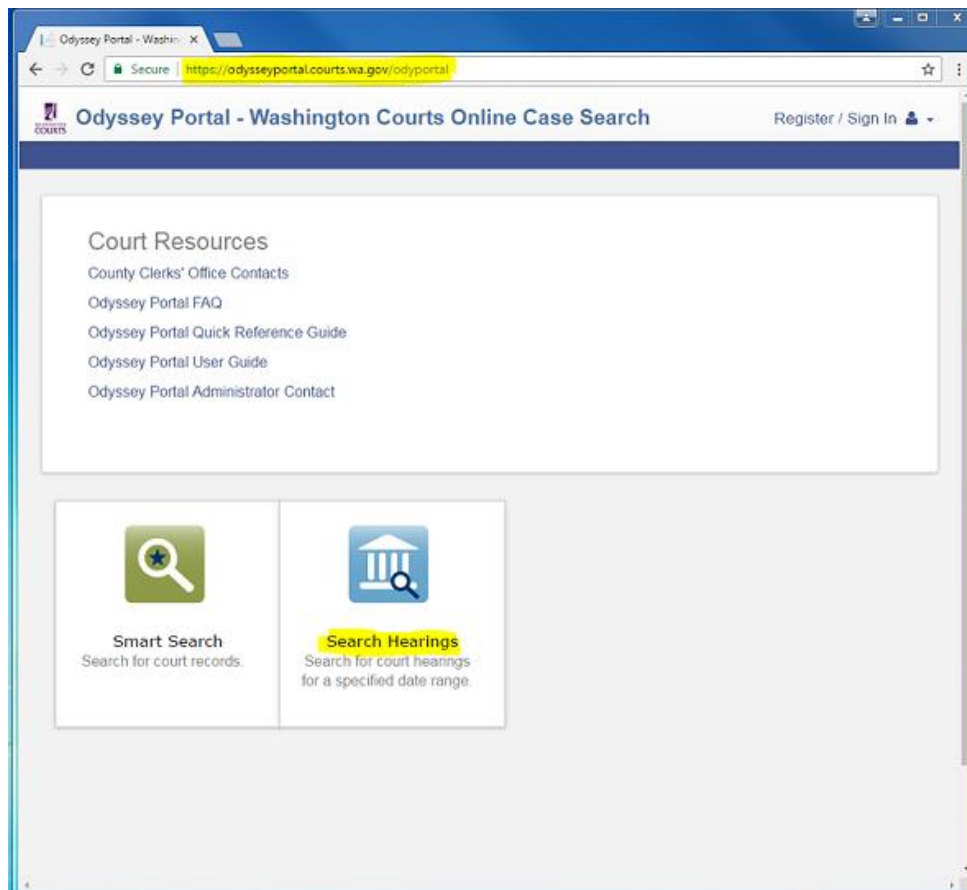 Odyssey Portal - Washin
Secure | https://odysseyportal.courts.wa.gov/odyportal
COURTS
Odyssey Portal - Washington Courts Online Case Search
Register / Sign In
Court Resources
County Clerks' Office Contacts
Odyssey Portal FAQ
Odyssey Portal Quick Reference Guide
Odyssey Portal User Guide
Odyssey Portal Administrator Contact
Smart Search
Search for court records.
Search Hearings
Search for court hearings
for a specified date range.